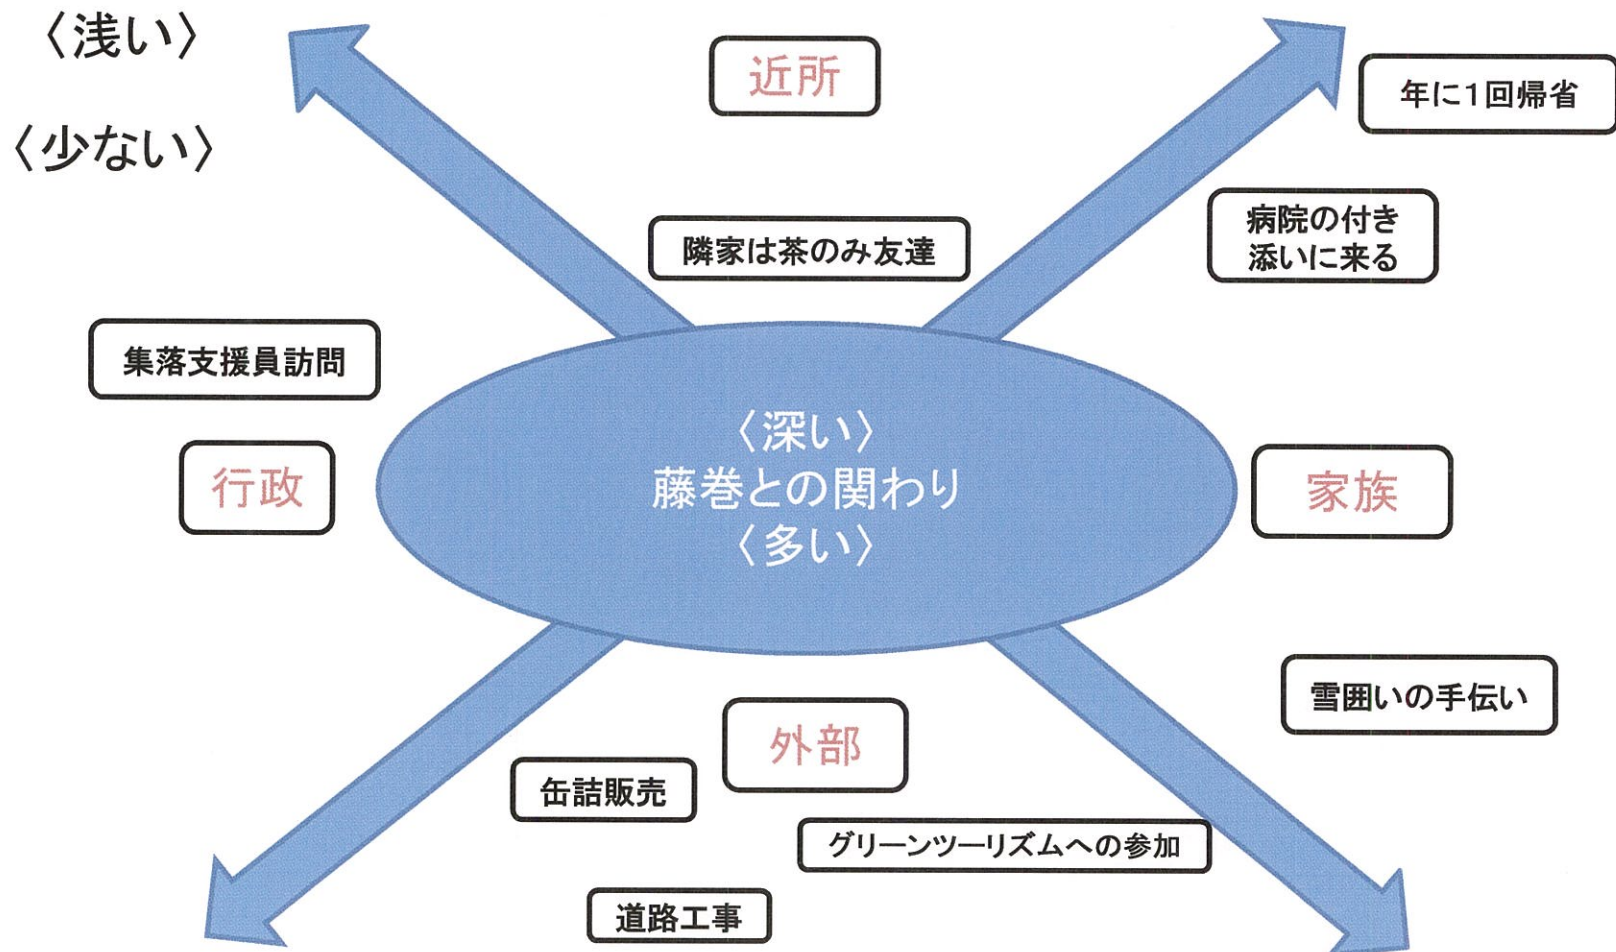 〈浅い〉
〈少ない〉
近所
年に1回帰省
病院の付き
添いに来る
隣家は茶のみ友達
集落支援員訪問
行政
〈深い〉
藤巻との関わり
〈多い〉
家族
雪囲いの手伝い
外部
缶詰販売
グリーンツーリズムへの参加
道路工事